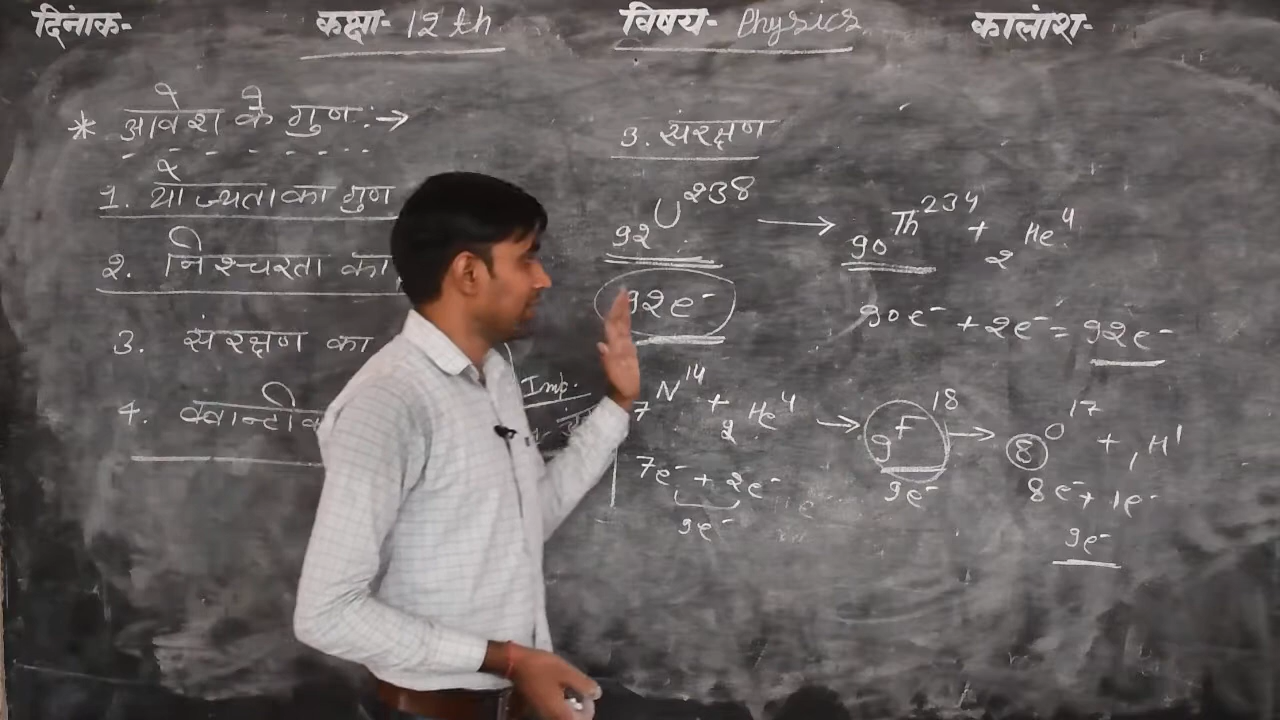 दिनांक- कक्षा- 12 th विषय- Physics कालांश-
* आवेश के गुण :→
1. योज्यता का गुण
2. निश्चरता का
3. संरक्षण का
4. क्वान्टी
Imp.
3. संरक्षण
92U238 → 90Th234 + 2He4
92e- 90e- + 2e- = 92e-
7N14 + 2He4 → 9F18 → 8O17 + 1H1
7e- + 2e- 9e- 8e- + 1e-
9e- 9e-